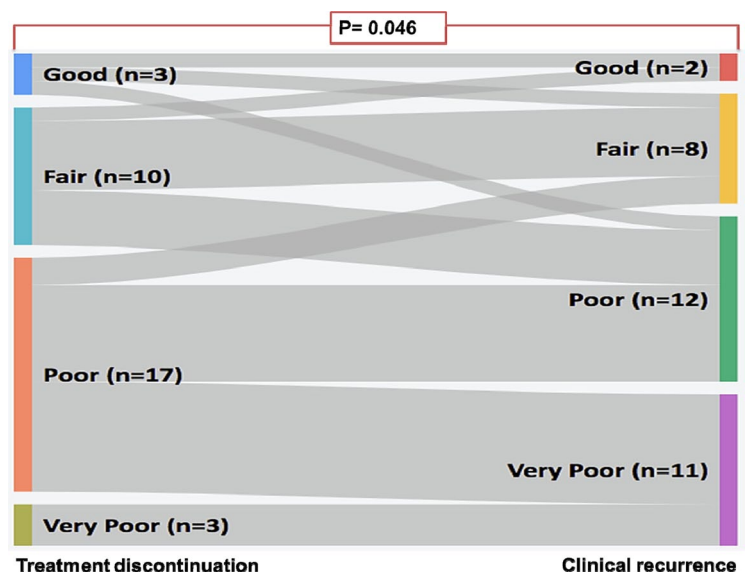 P= 0.046
Good (n=3)
Good (n=2)
Fair (n=8)
Fair (n=10)
Poor (n=12)
Poor (n=17)
Very Poor (n=11)
Very Poor (n=3)
Treatment discontinuation
Clinical recurrence